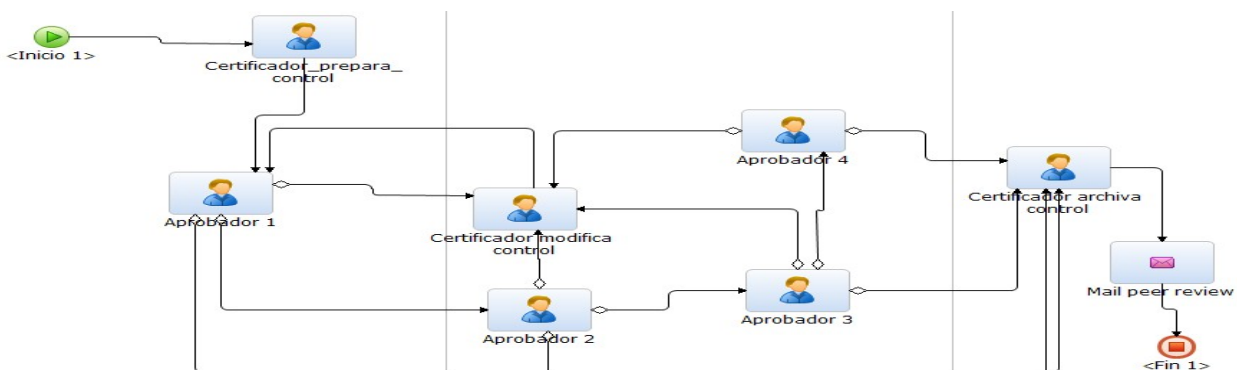 <Inicio 1>
Certificador_prepara_
control
Aprobador 4
Aprobador 1
Certificador archiva
control
Certificador modifica
control
Mail peer review
Aprobador 3
Aprobador 2
<Fin 1>